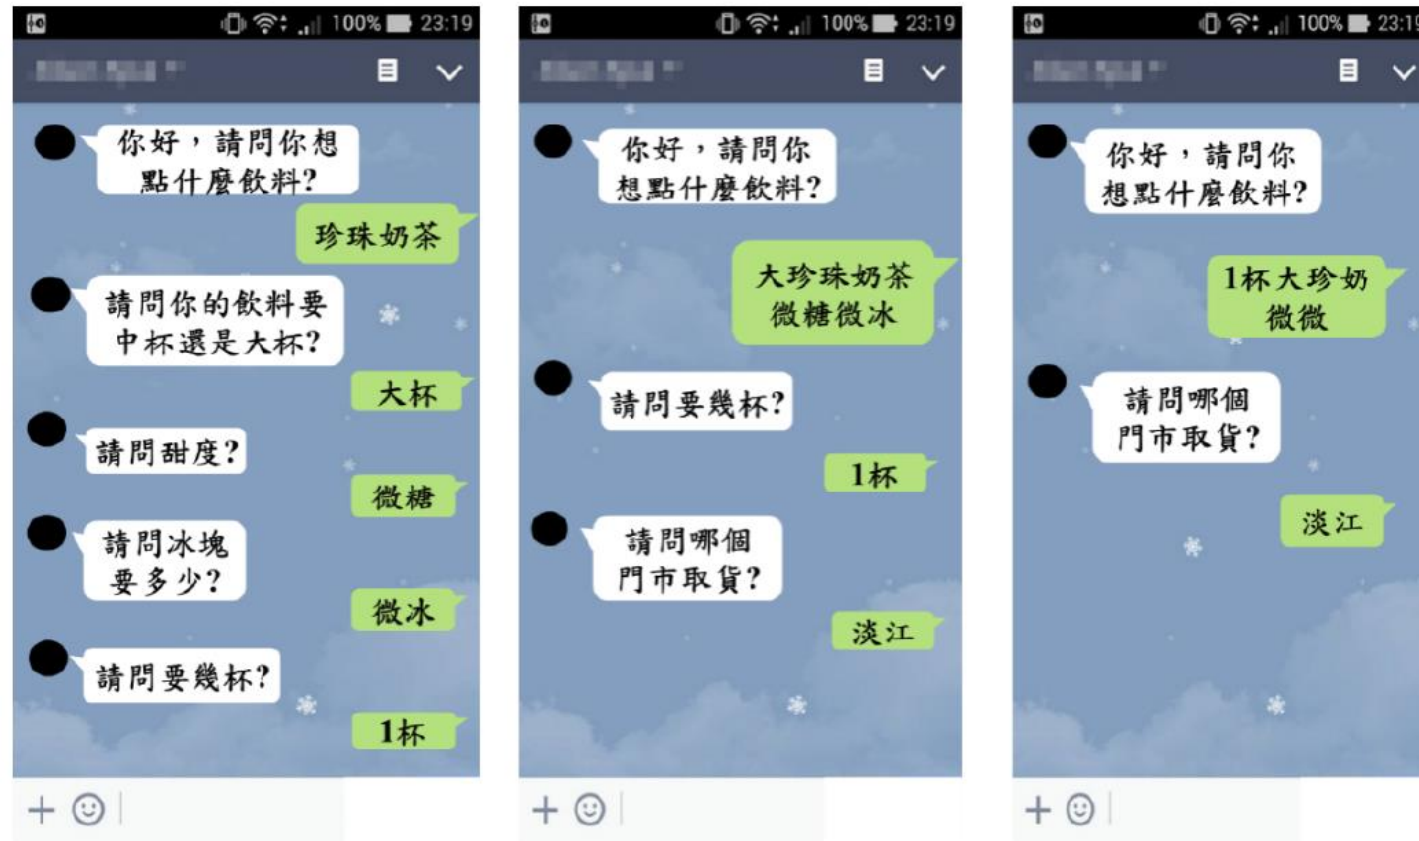 100% 23:19
你好，請問你想
點什麼飲料?
珍珠奶茶
請問你的飲料要
中杯還是大杯?
大杯
請問甜度?
微糖
請問冰塊
要多少?
微冰
請問要幾杯?
1杯
100% 23:19
你好，請問你
想點什麼飲料?
大珍珠奶茶
微糖微冰
請問要幾杯?
1杯
請問哪個
門市取貨?
淡江
100% 23:19
你好，請問你
想點什麼飲料?
1杯大珍奶
微微
請問哪個
門市取貨?
淡江